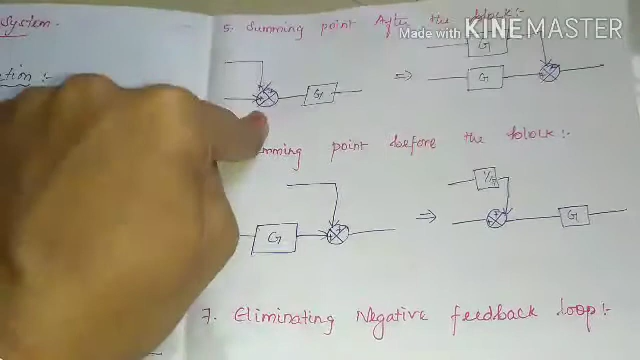 System.
5. Summing point After the block:-
Made with KINEMASTER
G
G
⇒
G
point before the block:-
1/G
G
⇒
G
7. Eliminating Negative feedback loop:-